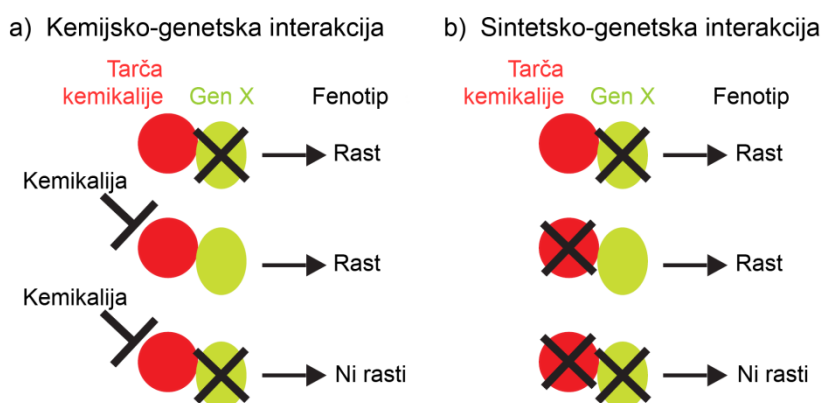 a) Kemijsko-genetska interakcija
Tarča
kemikalije
Gen X
Fenotip
Rast
Kemikalija
Rast
Kemikalija
Ni rasti
b) Sintetsko-genetska interakcija
Tarča
kemikalije
Gen X
Fenotip
Rast
Rast
Ni rasti